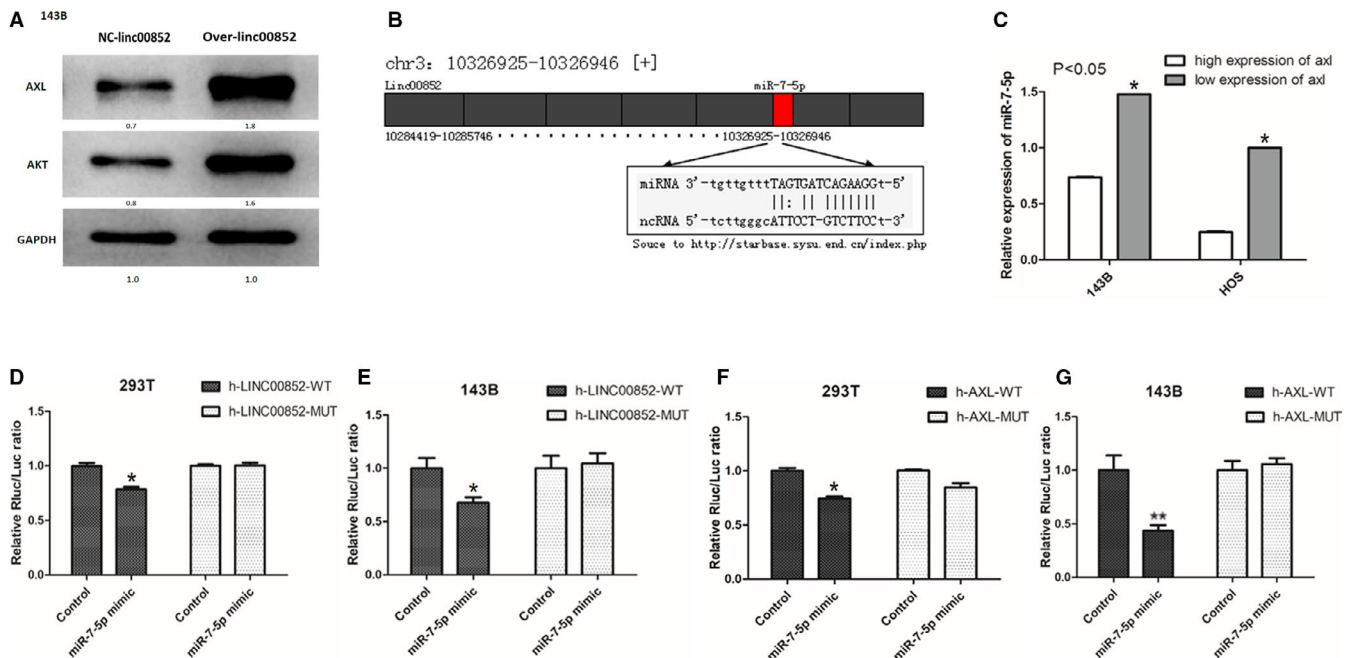 A
143B
NC-linc00852
Over-linc00852
AXL
0.7
1.8
AKT
0.8
1.6
GAPDH
1.0
1.0
B
chr3: 10326925-10326946 [+]
Linc00852
miR-7-5p
10284419-10285746
10326925-10326946
miRNA 3'-tgttgtttTAGTGATCAGAAGGt-5'
||: || |||||||
ncRNA 5'-tcttgggcATTCCT-GTCTTCCt-3'
Souce to http://starbase.sysu.end.cn/index.php
C
high expression of axl
low expression of axl
P<0.05
Relative expression of miR-7-5p
1.5
1.0
0.5
0.0
*
*
143B
HOS
D
293T
h-LINC00852-WT
h-LINC00852-MUT
Relative Rluc/Luc ratio
1.5
1.0
0.5
0.0
*
Control
miR-7-5p mimic
Control
miR-7-5p mimic
E
143B
h-LINC00852-WT
h-LINC00852-MUT
Relative Rluc/Luc ratio
1.5
1.0
0.5
0.0
*
Control
miR-7-5p mimic
Control
miR-7-5p mimic
F
293T
h-AXL-WT
h-AXL-MUT
Relative Rluc/Luc ratio
1.5
1.0
0.5
0.0
*
Control
miR-7-5p mimic
Control
miR-7-5p mimic
G
143B
h-AXL-WT
h-AXL-MUT
Relative Rluc/Luc ratio
1.5
1.0
0.5
0.0
**
Control
miR-7-5p mimic
Control
miR-7-5p mimic